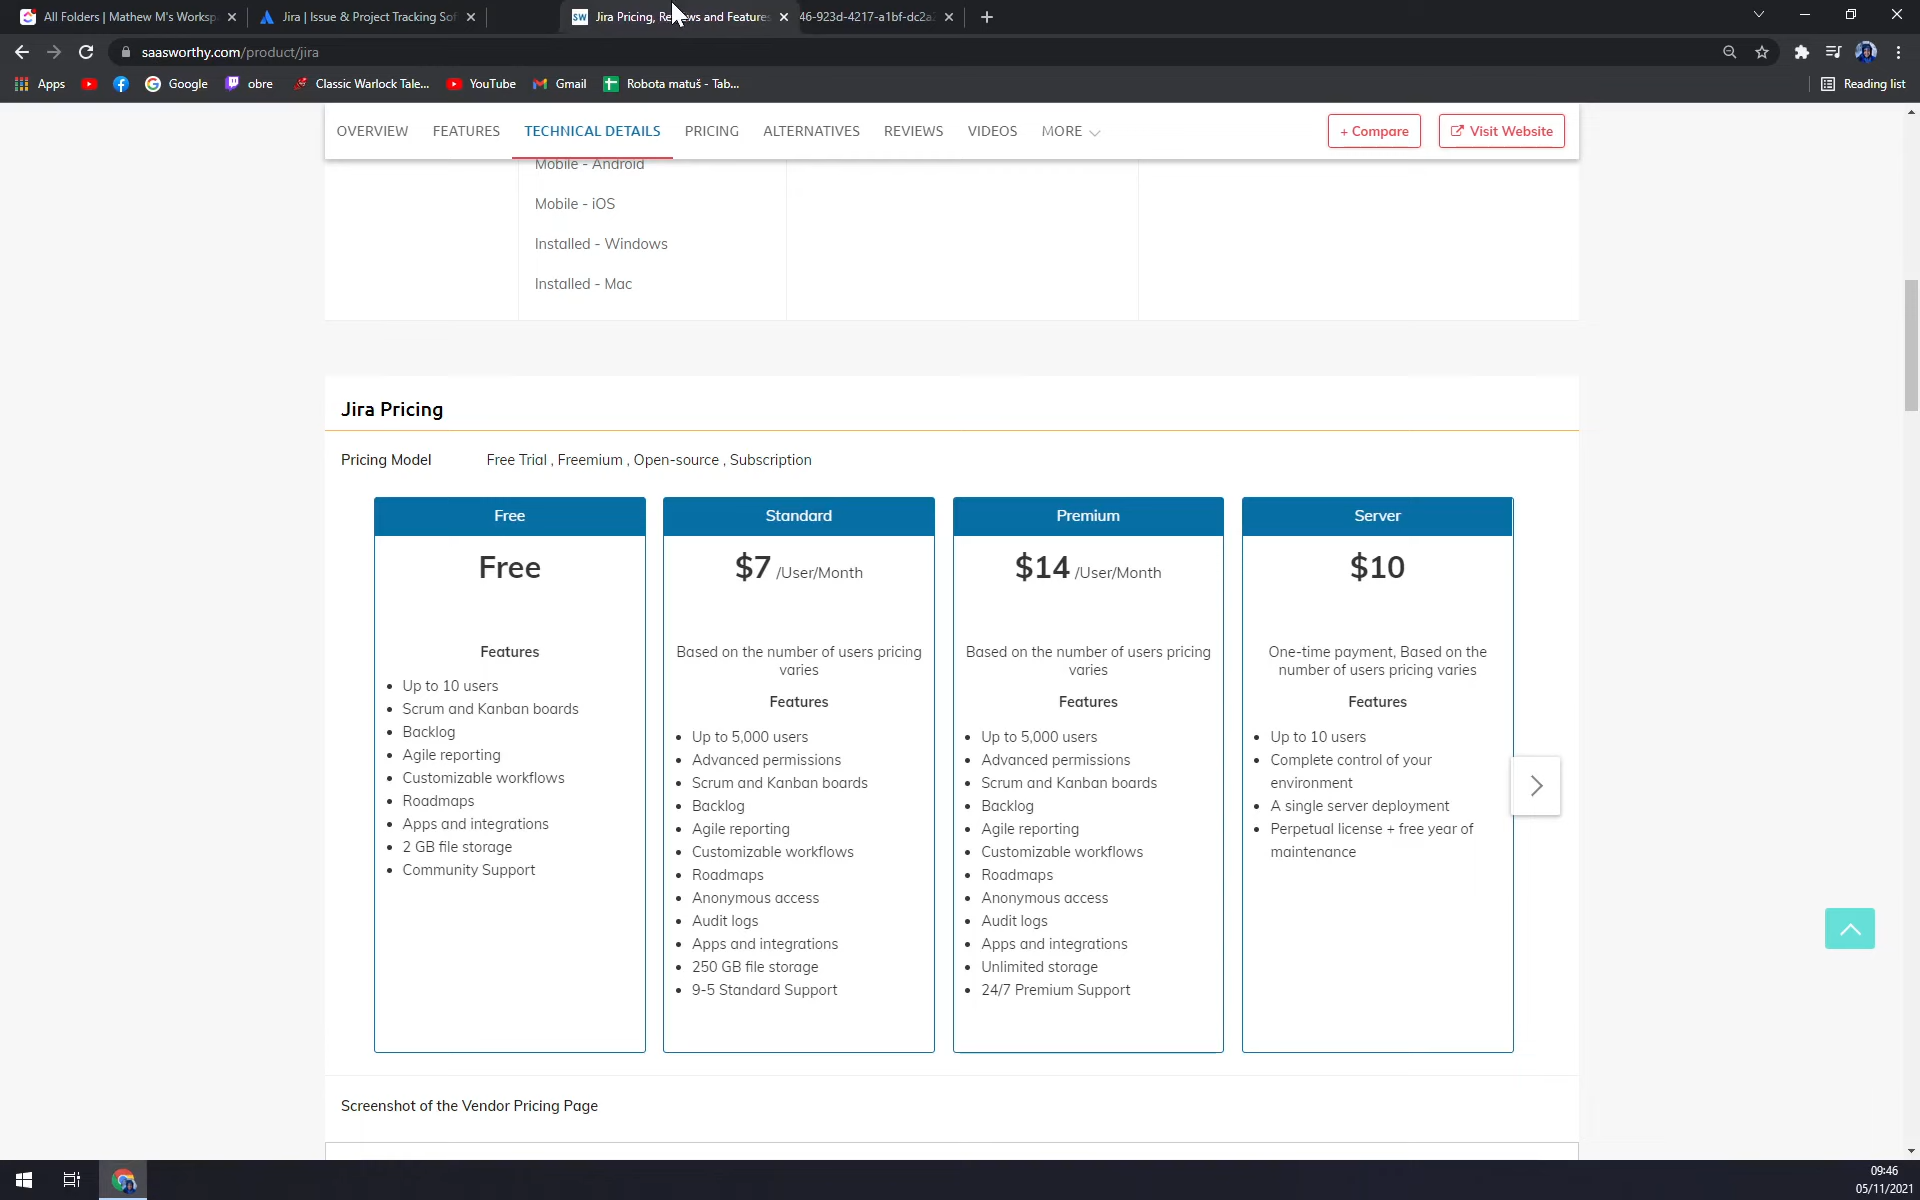 All Folders | Mathew M's Worksp
Jira | Issue & Project Tracking Sof
SW Jira Pricing, Reviews and Features
46-923d-4217-a1bf-dc2a
saasworthy.com/product/jira
Apps
Google
obre
Classic Warlock Tale...
YouTube
Gmail
Robota matuš - Tab...
Reading list
OVERVIEW FEATURES TECHNICAL DETAILS PRICING ALTERNATIVES REVIEWS VIDEOS MORE
+ Compare
Visit Website
Mobile - Android
Mobile - iOS
Installed - Windows
Installed - Mac
Jira Pricing
Pricing Model Free Trial , Freemium , Open-source , Subscription
Free
Free
Features
Up to 10 users
Scrum and Kanban boards
Backlog
Agile reporting
Customizable workflows
Roadmaps
Apps and integrations
2 GB file storage
Community Support
Standard
$7 /User/Month
Based on the number of users pricing
varies
Features
Up to 5,000 users
Advanced permissions
Scrum and Kanban boards
Backlog
Agile reporting
Customizable workflows
Roadmaps
Anonymous access
Audit logs
Apps and integrations
250 GB file storage
9-5 Standard Support
Premium
$14 /User/Month
Based on the number of users pricing
varies
Features
Up to 5,000 users
Advanced permissions
Scrum and Kanban boards
Backlog
Agile reporting
Customizable workflows
Roadmaps
Anonymous access
Audit logs
Apps and integrations
Unlimited storage
24/7 Premium Support
Server
$10
One-time payment, Based on the
number of users pricing varies
Features
Up to 10 users
Complete control of your
environment
A single server deployment
Perpetual license + free year of
maintenance
Screenshot of the Vendor Pricing Page
09:46
05/11/2021